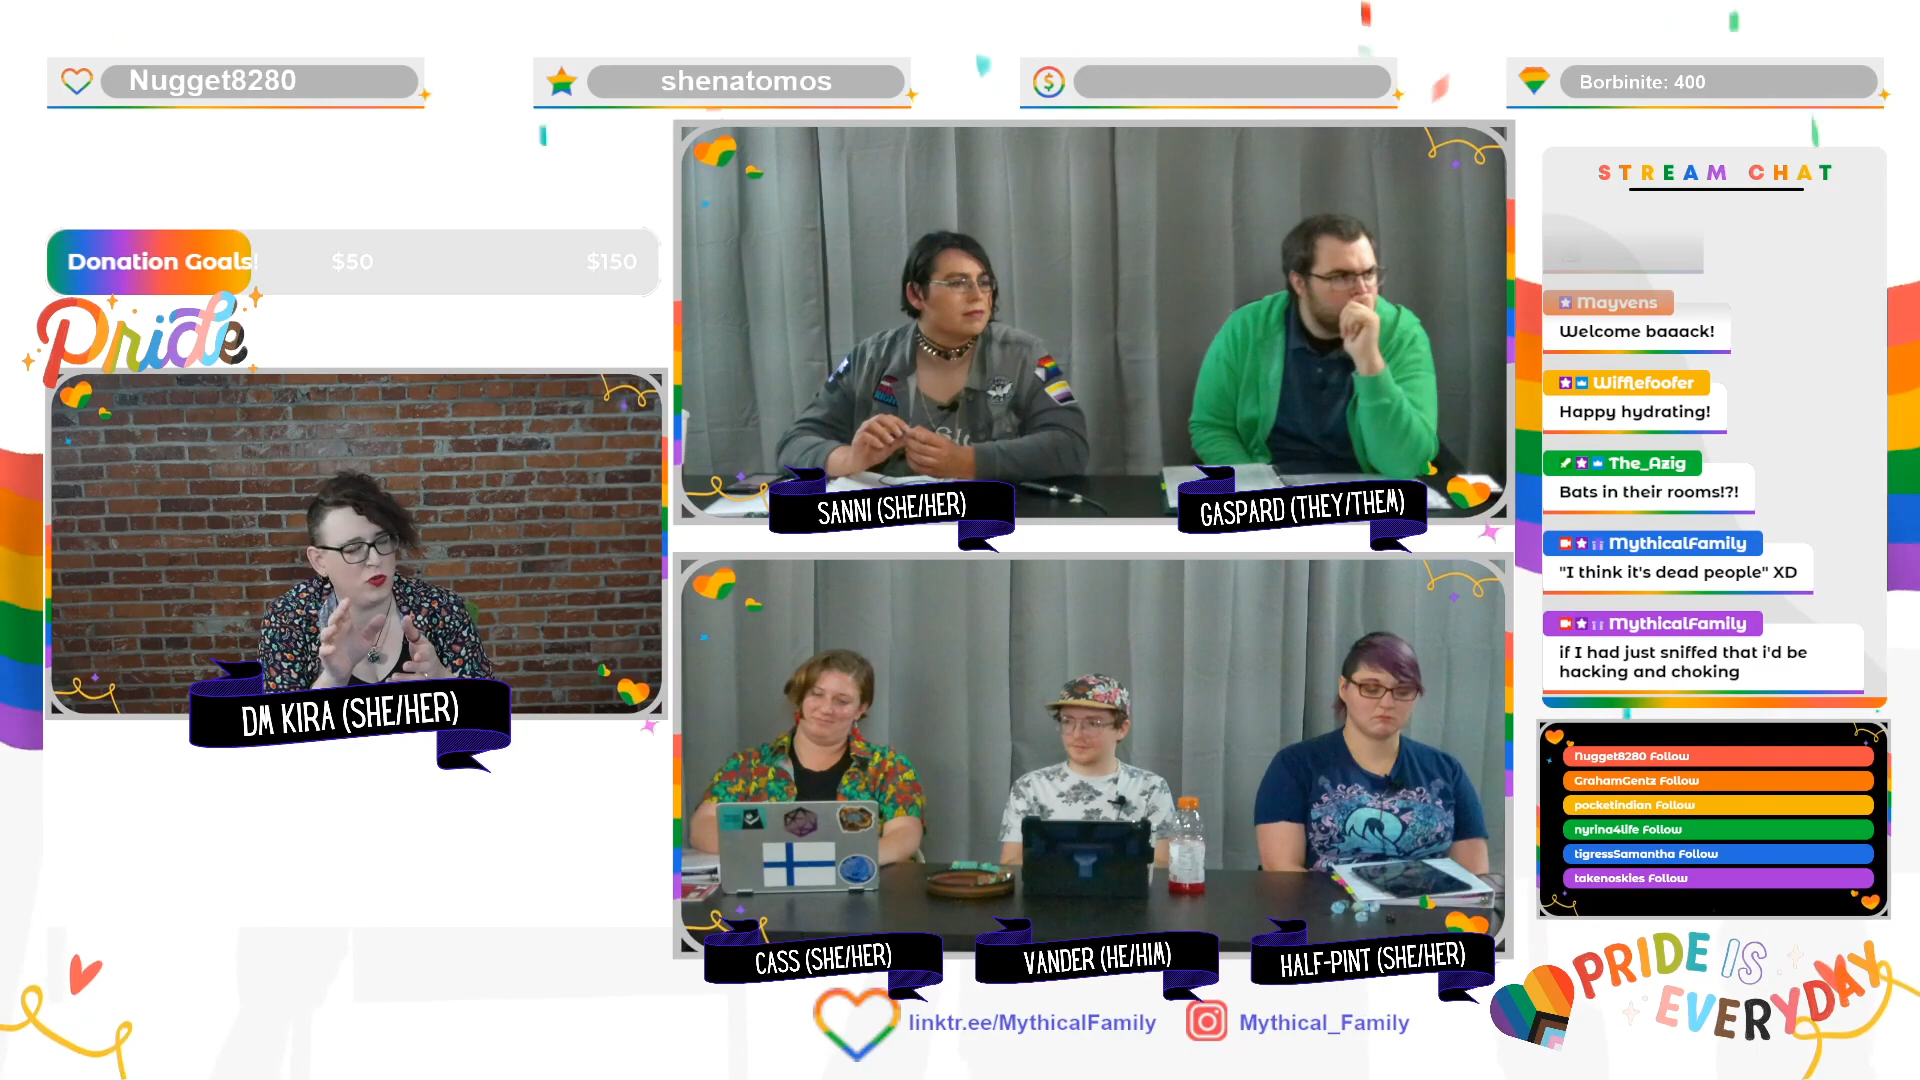 Nugget8280
shenatomos
Borbinite: 400
Donation Goals!
$50
$150
Pride
STREAM CHAT
Mayvens
Welcome baaack!
Wifflefoofer
Happy hydrating!
The_Azig
Bats in their rooms!?!
MythicalFamily
"I think it's dead people" XD
MythicalFamily
if I had just sniffed that i'd be
hacking and choking
SANNI (SHE/HER)
GASPARD (THEY/THEM)
DM KIRA (SHE/HER)
CASS (SHE/HER)
VANDER (HE/HIM)
HALF-PINT (SHE/HER)
Nugget8280 Follow
GrahamGentz Follow
pocketindian Follow
nyrina4life Follow
tigressSamantha Follow
takenoskies Follow
linktr.ee/MythicalFamily
Mythical_Family
PRIDE IS
EVERYDAY